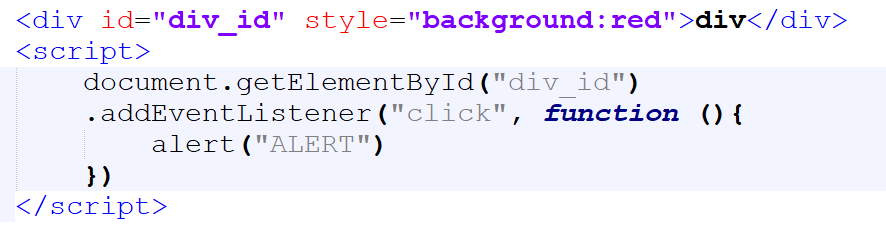 <div id="div_id" style="background:red">div</div>
<script>
    document.getElementById("div_id")
    .addEventListener("click", function (){
        alert("ALERT")
    })
</script>